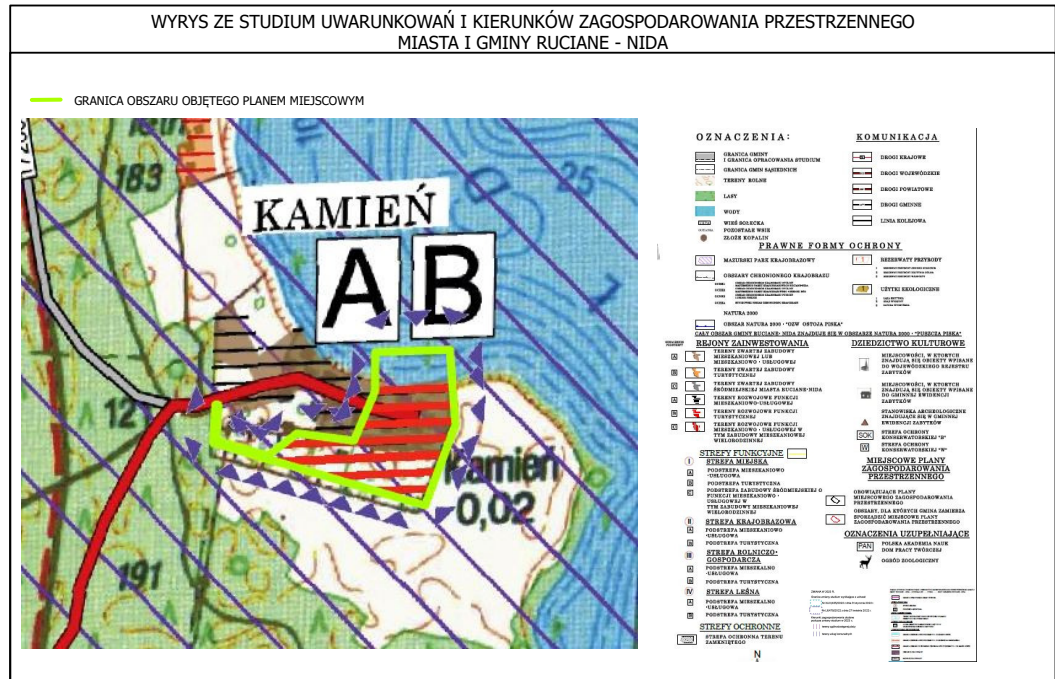 WYRYS ZE STUDIUM UWARUNKOWAŃ I KIERUNKÓW ZAGOSPODAROWANIA PRZESTRZENNEGO
MIASTA I GMINY RUCIANE - NIDA
GRANICA OBSZARU OBJĘTEGO PLANEM MIEJSCOWYM
183
25
KAMIEŃ
A B
12
kamień
0,02
191
OZNACZENIA:
GRANICA GMINY
I GRANICA OPRACOWANIA STUDIUM
GRANICA GMIN SĄSIEDNICH
TERENY ROLNE
LASY
WODY
WIEŚ SOŁECKA
POZOSTAŁE WSIE
ZŁOŻE KOPALIN
KOMUNIKACJA
DROGI KRAJOWE
DROGI WOJEWÓDZKIE
DROGI POWIATOWE
DROGI GMINNE
LINIA KOLEJOWA
PRAWNE FORMY OCHRONY
MAZURSKI PARK KRAJOBRAZOWY
OBSZARY CHRONIONEGO KRAJOBRAZU
NATURA 2000
OBSZAR NATURA 2000 - "OZW OSTOJA PISKA"
REZERWATY PRZYRODY
UŻYTKI EKOLOGICZNE
CAŁY OBSZAR GMINY RUCIANE- NIDA ZNAJDUJE SIĘ W OBSZARZE NATURA 2000 - "PUSZCZA PISKA"
REJONY ZAINWESTOWANIA
A TERENY ZWARTEJ ZABUDOWY
MIESZKANIOWEJ LUB
MIESZKANIOWO - USŁUGOWEJ
B TERENY ZWARTEJ ZABUDOWY
TURYSTYCZNEJ
C TERENY ZWARTEJ ZABUDOWY
ŚRÓDMIEJSKIEJ MIASTA RUCIANE-NIDA
A TERENY ROZWOJOWE FUNKCJI
MIESZKANIOWO-USŁUGOWEJ
B TERENY ROZWOJOWE FUNKCJI
TURYSTYCZNEJ
C TERENY ROZWOJOWE FUNKCJI
MIESZKANIOWO - USŁUGOWEJ W
TYM ZABUDOWY MIESZKANIOWEJ
WIELORODZINNEJ
STREFY FUNKCYJNE
I STREFA MIEJSKA
A PODSTREFA MIESZKANIOWO
-USŁUGOWA
B PODSTREFA TURYSTYCZNA
C PODSTREFA ZABUDOWY ŚRÓDMIEJSKIEJ O
FUNKCJI MIESZKANIOWO -
USŁUGOWEJ W
TYM ZABUDOWY MIESZKANIOWEJ
WIELORODZINNEJ
II STREFA KRAJOBRAZOWA
A PODSTREFA MIESZKANIOWO
-USŁUGOWA
B PODSTREFA TURYSTYCZNA
III STREFA ROLNICZO-
GOSPODARCZA
A PODSTREFA MIESZKALNO
-USŁUGOWA
B PODSTREFA TURYSTYCZNA
IV STREFA LEŚNA
A PODSTREFA MIESZKALNO
-USŁUGOWA
B PODSTREFA TURYSTYCZNA
STREFY OCHRONNE
STREFA OCHRONNA TERENU
ZAMKNIĘTEGO
DZIEDZICTWO KULTUROWE
MIEJSCOWOŚCI, W KTÓRYCH
ZNAJDUJĄ SIĘ OBIEKTY WPISANE
DO WOJEWÓDZKIEGO REJESTRU
ZABYTKÓW
MIEJSCOWOŚCI, W KTÓRYCH
ZNAJDUJĄ SIĘ OBIEKTY WPISANE
DO GMINNEJ EWIDENCJI
ZABYTKÓW
STANOWISKA ARCHEOLOGICZNE
ZNAJDUJĄCE SIĘ W GMINNEJ
EWIDENCJI ZABYTKÓW
SOK STREFA OCHRONY
KONSERWATORSKIEJ "B"
W STREFA OCHRONY
KONSERWATORSKIEJ "W"
MIEJSCOWE PLANY
ZAGOSPODAROWANIA
PRZESTRZENNEGO
OBOWIĄZUJĄCE PLANY
MIEJSCOWEGO ZAGOSPODAROWANIA
PRZESTRZENNEGO
OBSZARY, DLA KTÓRYCH GMINA ZAMIERZA
SPORZĄDZIĆ MIEJSCOWE PLANY
ZAGOSPODAROWANIA PRZESTRZENNEGO
OZNACZENIA UZUPEŁNIAJĄCE
PAN POLSKA AKADEMIA NAUK
DOM PRACY TWÓRCZEJ
OGRÓD ZOOLOGICZNY
N